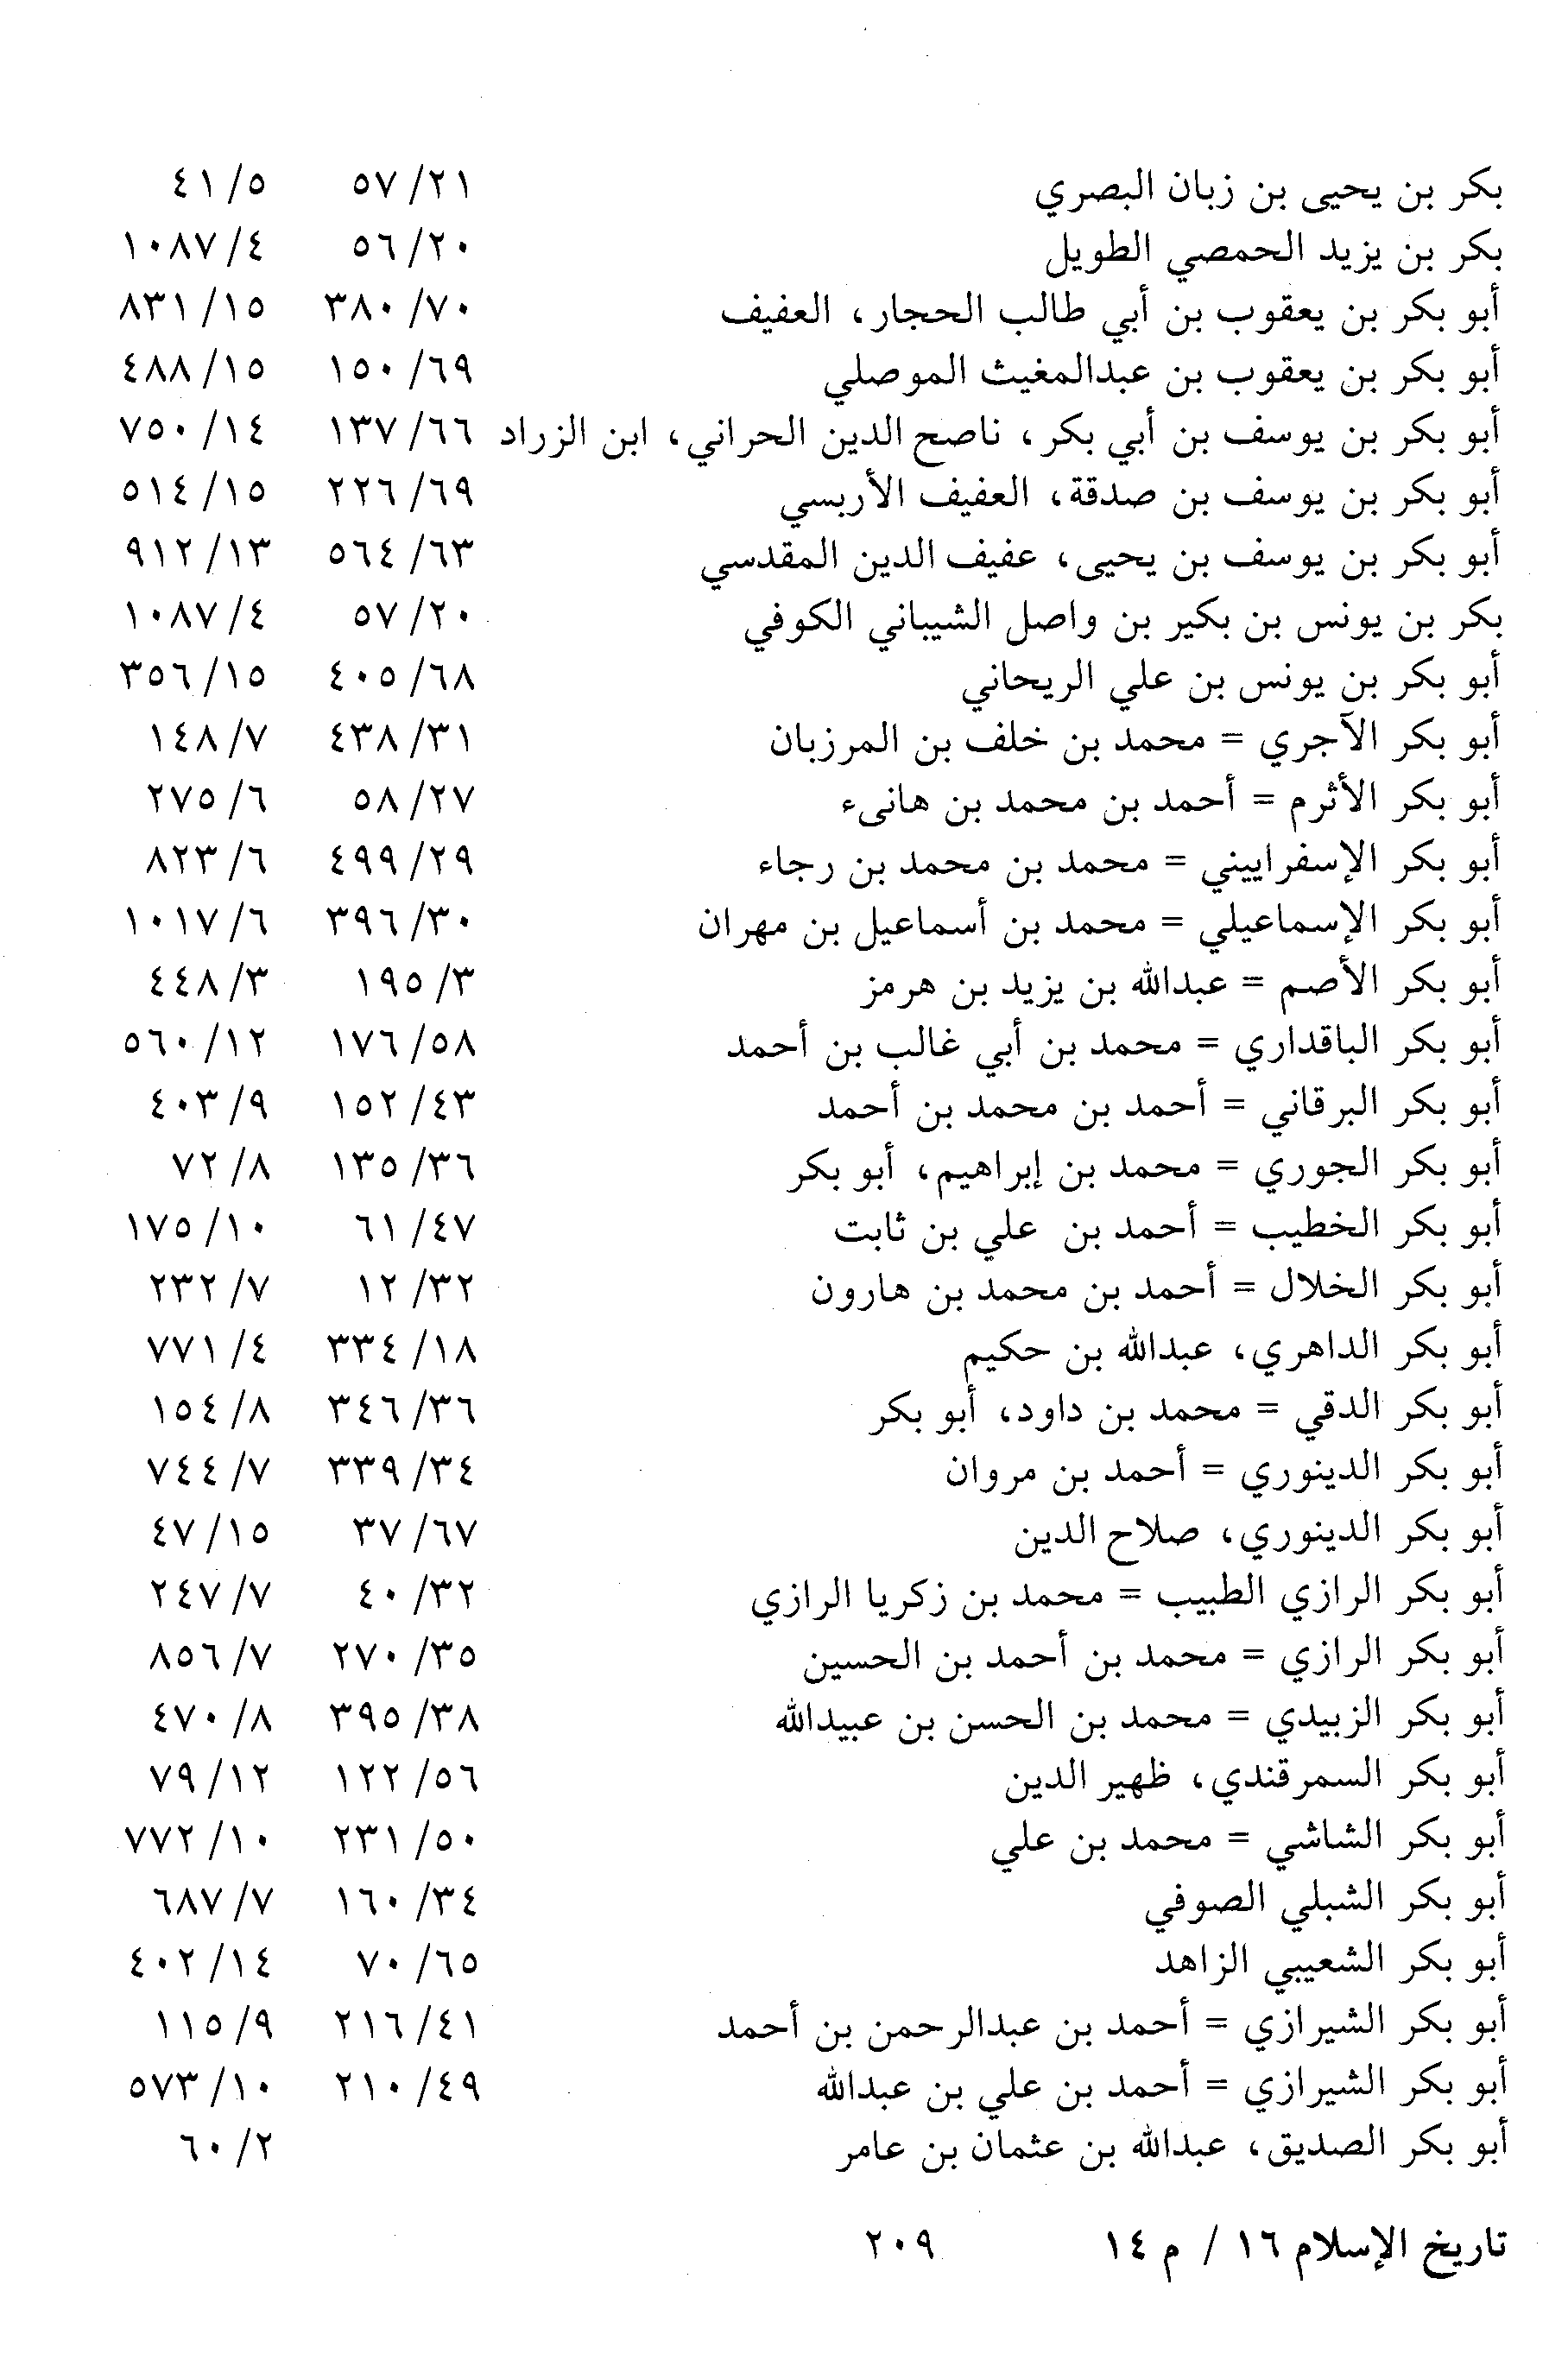 بكر بن يحيى بن زبان البصري ٢١/ ٥٧ ٥/ ٤١
بكر بن يزيد الحمصي الطويل ٢٠/ ٥٦ ٤/ ١٠٨٧
أبو بكر بن يعقوب بن أبي طالب الحجار، العفيف ٧٠/ ٣٨٠ ١٥/ ٨٣١
أبو بكر بن يعقوب بن عبدالمغيث الموصلي ٦٩/ ١٥٠ ١٥/ ٤٨٨
أبو بكر بن يوسف بن أبي بكر، ناصح الدين الحراني، ابن الزراد ٦٦/ ١٣٧ ١٤/ ٧٥٠
أبو بكر بن يوسف بن صدقة، العفيف الأربسي ٦٩/ ٢٢٦ ١٥/ ٥١٤
أبو بكر بن يوسف بن يحيى، عفيف الدين المقدسي ٦٣/ ٥٦٤ ١٣/ ٩١٢
بكر بن يونس بن بكير بن واصل الشيباني الكوفي ٢٠/ ٥٧ ٤/ ١٠٨٧
أبو بكر بن يونس بن علي الريحاني ٦٨/ ٤٠٥ ١٥/ ٣٥٦
أبو بكر الآجري = محمد بن خلف بن المرزبان ٣١/ ٤٣٨ ٧/ ١٤٨
أبو بكر الأثرم = أحمد بن محمد بن هانىء ٢٧/ ٥٨ ٦/ ٢٧٥
أبو بكر الإسفراييني = محمد بن محمد بن رجاء ٢٩/ ٤٩٩ ٦/ ٨٢٣
أبو بكر الإسماعيلي = محمد بن أسماعيل بن مهران ٣٠/ ٣٩٦ ٦/ ١٠١٧
أبو بكر الأصم = عبدالله بن يزيد بن هرمز ٣/ ١٩٥ ٣/ ٤٤٨
أبو بكر الباقداري = محمد بن أبي غالب بن أحمد ٥٨/ ١٧٦ ١٢/ ٥٦٠
أبو بكر البرقاني = أحمد بن محمد بن أحمد ٤٣/ ١٥٢ ٩/ ٤٠٣
أبو بكر الجوري = محمد بن إبراهيم، أبو بكر ٣٦/ ١٣٥ ٨/ ٧٢
أبو بكر الخطيب = أحمد بن علي بن ثابت ٤٧/ ٦١ ١٠/ ١٧٥
أبو بكر الخلال = أحمد بن محمد بن هارون ٣٢/ ١٢ ٧/ ٢٣٢
أبو بكر الداهري، عبدالله بن حكيم ١٨/ ٣٣٤ ٤/ ٧٧١
أبو بكر الدقي = محمد بن داود، أبو بكر ٣٦/ ٣٤٦ ٨/ ١٥٤
أبو بكر الدينوري = أحمد بن مروان ٣٤/ ٣٣٩ ٧/ ٧٤٤
أبو بكر الدينوري، صلاح الدين ٦٧/ ٣٧ ١٥/ ٤٧
أبو بكر الرازي الطبيب = محمد بن زكريا الرازي ٣٢/ ٤٠ ٧/ ٢٤٧
أبو بكر الرازي = محمد بن أحمد بن الحسين ٣٥/ ٢٧٠ ٧/ ٨٥٦
أبو بكر الزبيدي = محمد بن الحسن بن عبيدالله ٣٨/ ٣٩٥ ٨/ ٤٧٠
أبو بكر السمرقندي، ظهير الدين ٥٦/ ١٢٢ ١٢/ ٧٩
أبو بكر الشاشي = محمد بن علي ٥٠/ ٢٣١ ١٠/ ٧٧٢
أبو بكر الشبلي الصوفي ٣٤/ ١٦٠ ٧/ ٦٨٧
أبو بكر الشعيبي الزاهد ٦٥/ ٧٠ ١٤/ ٤٠٢
أبو بكر الشيرازي = أحمد بن عبدالرحمن بن أحمد ٤١/ ٢١٦ ٩/ ١١٥
أبو بكر الشيرازي = أحمد بن علي بن عبدالله ٤٩/ ٢١٠ ١٠/ ٥٧٣
أبو بكر الصديق، عبدالله بن عثمان بن عامر ٢/ ٦٠
تاريخ الإسلام ١٦ / م ١٤ ٢٠٩